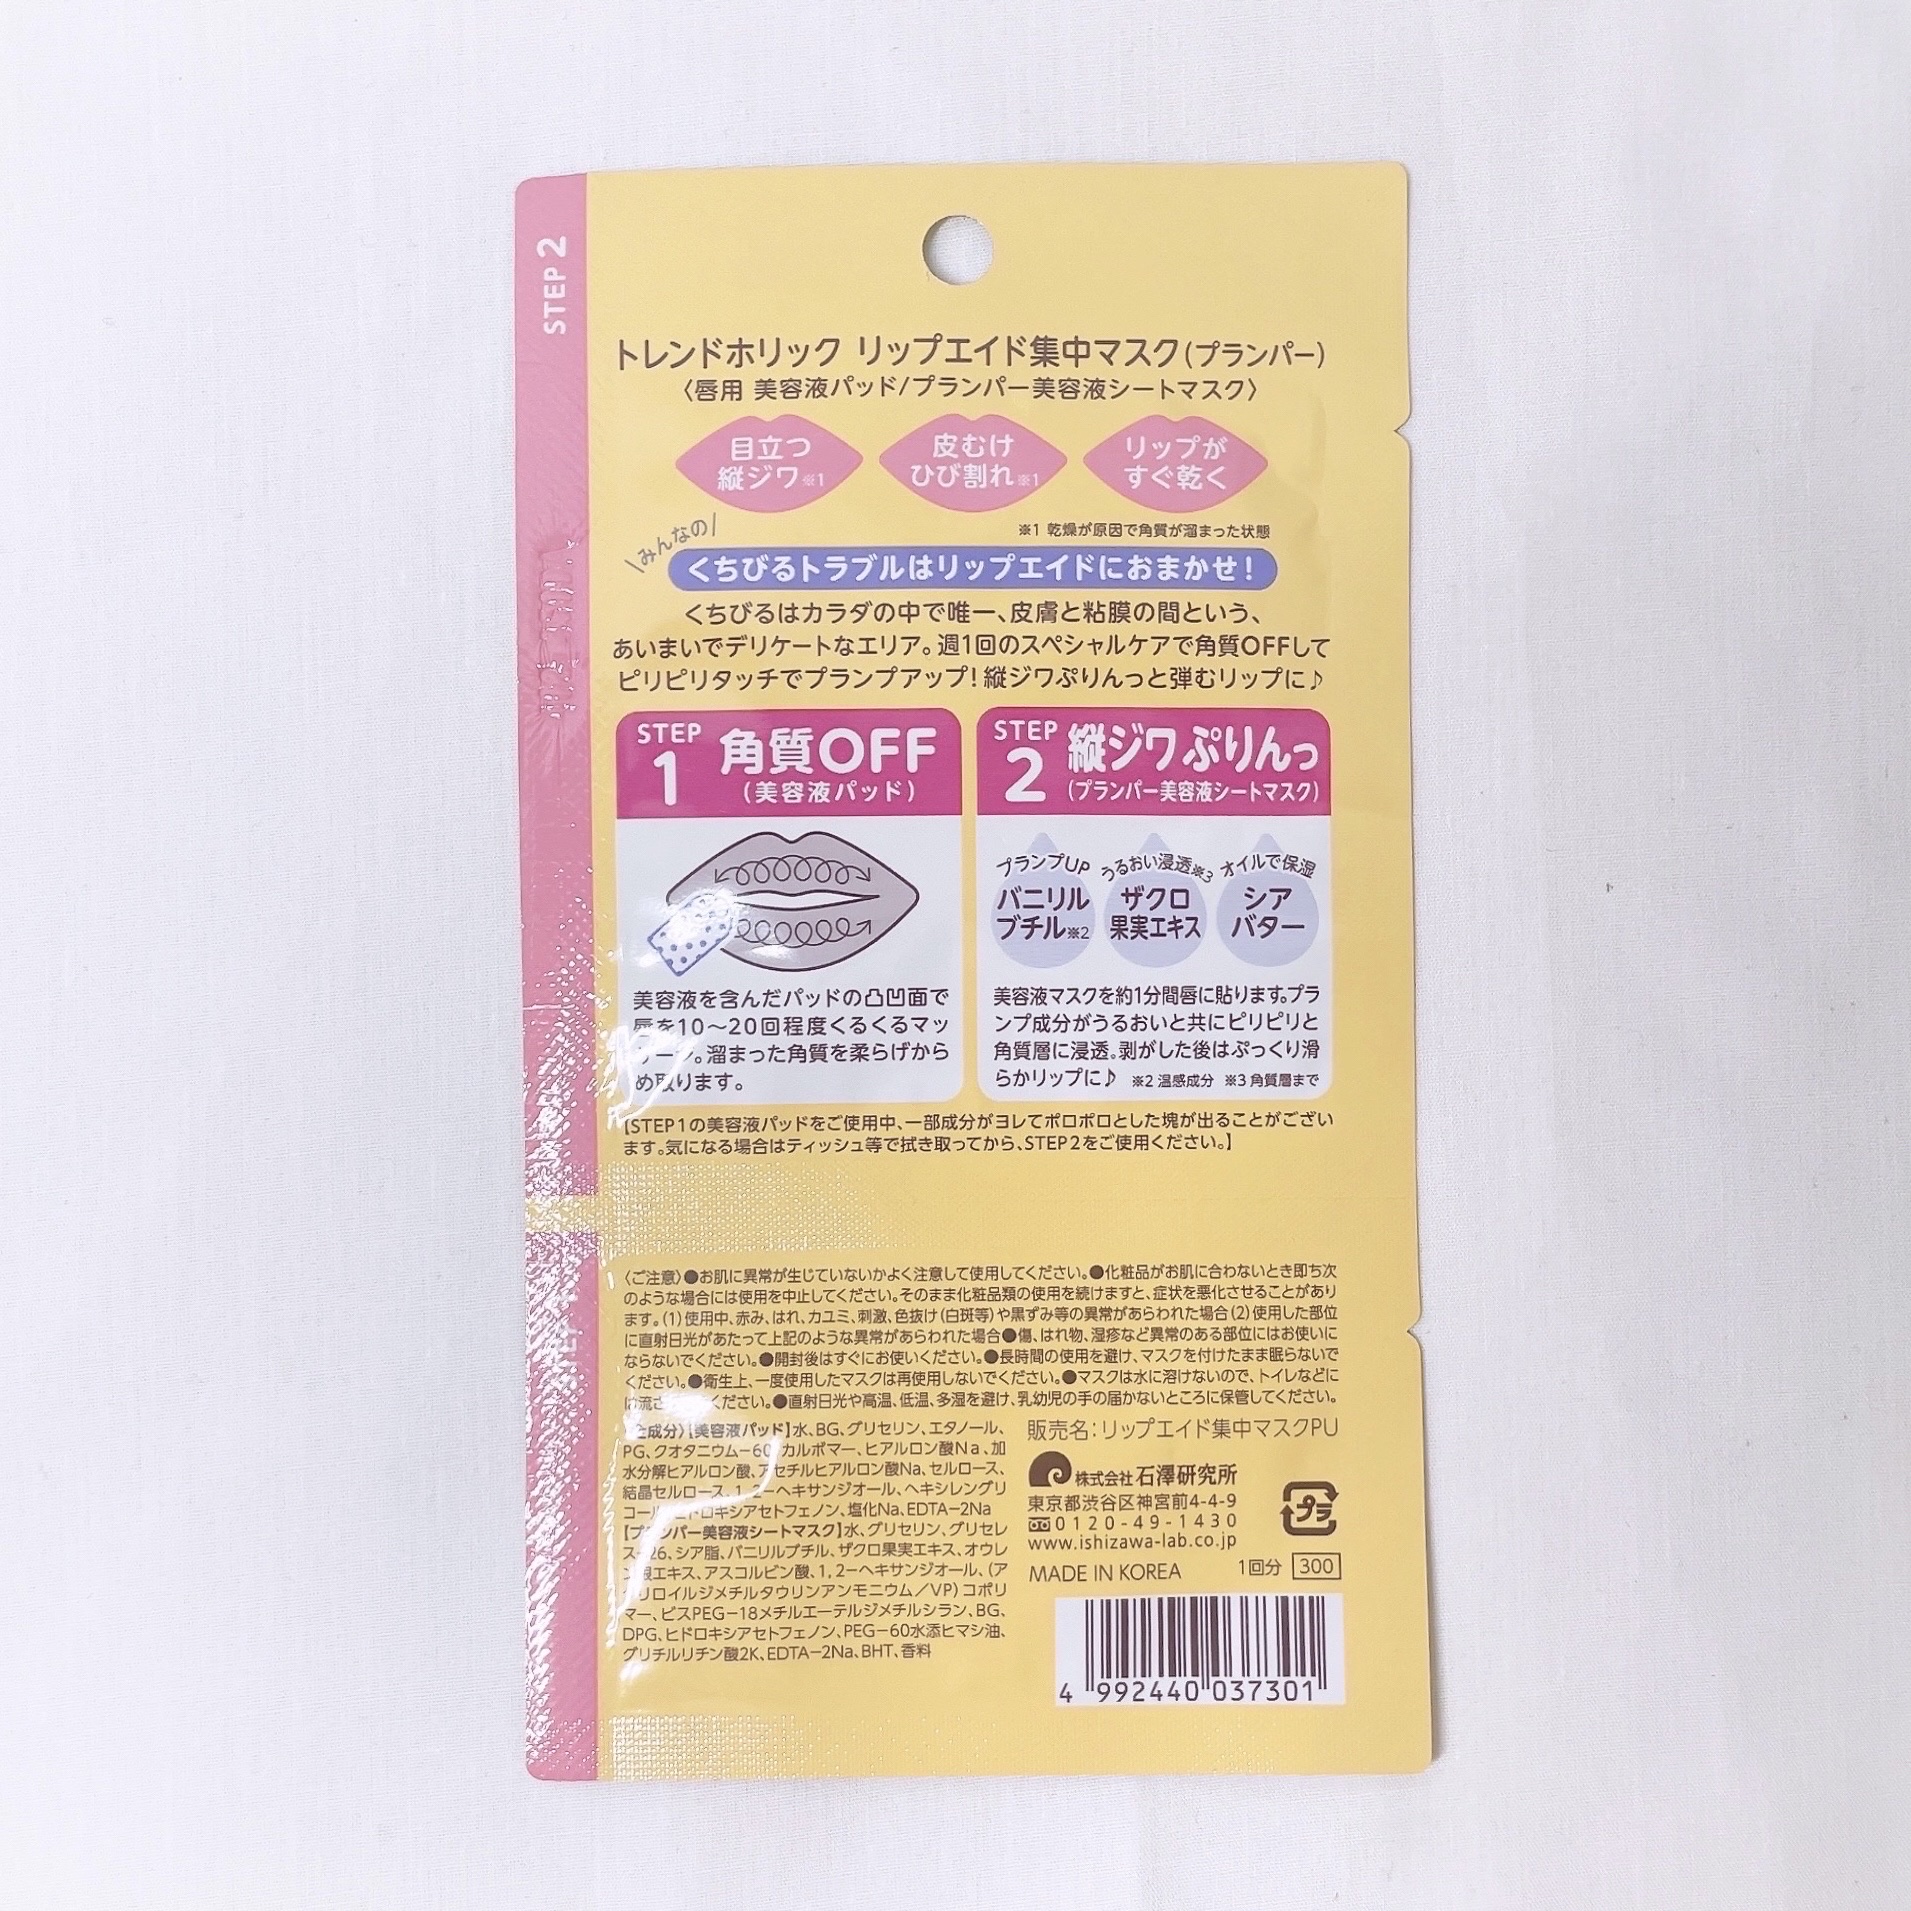 STEP 2
トレンドホリック リップエイド集中マスク(プランパー)
〈唇用 美容液パッド/プランパー美容液シートマスク〉
目立つ
縦ジワ※1
皮むけ
ひび割れ※1
リップが
すぐ乾く
※1 乾燥が原因で角質が溜まった状態
\みんなの/
くちびるトラブルはリップエイドにおまかせ!
くちびるはカラダの中で唯一、皮膚と粘膜の間という、
あいまいでデリケートなエリア。週1回のスペシャルケアで角質OFFして
ピリピリタッチでプランプアップ!縦ジワぷりんっと弾むリップに♪
STEP
1
角質OFF
(美容液パッド)
美容液を含んだパッドの凸凹面で
唇を10〜20回程度くるくるマッ
サージ。溜まった角質を柔らげから
め取ります。
STEP
2
縦ジワぷりんっ
(プランパー美容液シートマスク)
プランプUP
バニリル
ブチル※2
うるおい浸透※3
ザクロ
果実エキス
オイルで保湿
シア
バター
美容液マスクを約1分間唇に貼ります。プラ
ンプ成分がうるおいと共にピリピリと
角質層に浸透。剥がした後はぷっくり滑
らかリップに♪ ※2 温感成分 ※3 角質層まで
【STEP1の美容液パッドをご使用中、一部成分がヨレてポロポロとした塊が出ることがござい
ます。気になる場合はティッシュ等で拭き取ってから、STEP2をご使用ください。】
〈ご注意〉●お肌に異常が生じていないかよく注意して使用してください。●化粧品がお肌に合わないとき即ち次
のような場合には使用を中止してください。そのまま化粧品類の使用を続けますと、症状を悪化させることがあり
ます。(1)使用中、赤み、はれ、カユミ、刺激、色抜け(白斑等)や黒ずみ等の異常があらわれた場合(2)使用した部位
に直射日光があたって上記のような異常があらわれた場合●傷、はれ物、湿疹など異常のある部位にはお使いに
ならないでください。●開封後はすぐにお使いください。●長時間の使用を避け、マスクを付けたまま眠らないで
ください。●衛生上、一度使用したマスクは再使用しないでください。●マスクは水に溶けないので、トイレなどに
は流さ ください。●直射日光や高温、低温、多湿を避け、乳幼児の手の届かないところに保管してください。
全成分〉【美容液パッド】水、BG、グリセリン、エタノール、
PG、クオタニウム−60、カルボマー、ヒアルロン酸Na、加
水分解ヒアルロン酸、アセチルヒアルロン酸Na、セルロース、
結晶セルロース、1,2−ヘキサンジオール、ヘキシレングリ
コール、ヒドロキシアセトフェノン、塩化Na、EDTA−2Na
【プランパー美容液シートマスク】水、グリセリン、グリセレ
ス−26、シア脂、バニリルブチル、ザクロ果実エキス、オウレ
ン根エキス、アスコルビン酸、1,2−ヘキサンジオール、(ア
クリロイルジメチルタウリンアンモニウム/VP)コポリ
マー、ビスPEG−18メチルエーテルジメチルシラン、BG、
DPG、ヒドロキシアセトフェノン、PEG−60水添ヒマシ油、
グリチルリチン酸2K、EDTA−2Na、BHT、香料
販売名:リップエイド集中マスクPU
株式会社 石澤研究所
東京都渋谷区神宮前4-4-9
0120-49-1430
www.ishizawa-lab.co.jp
プラ
MADE IN KOREA 1回分 300
4 992440 037301